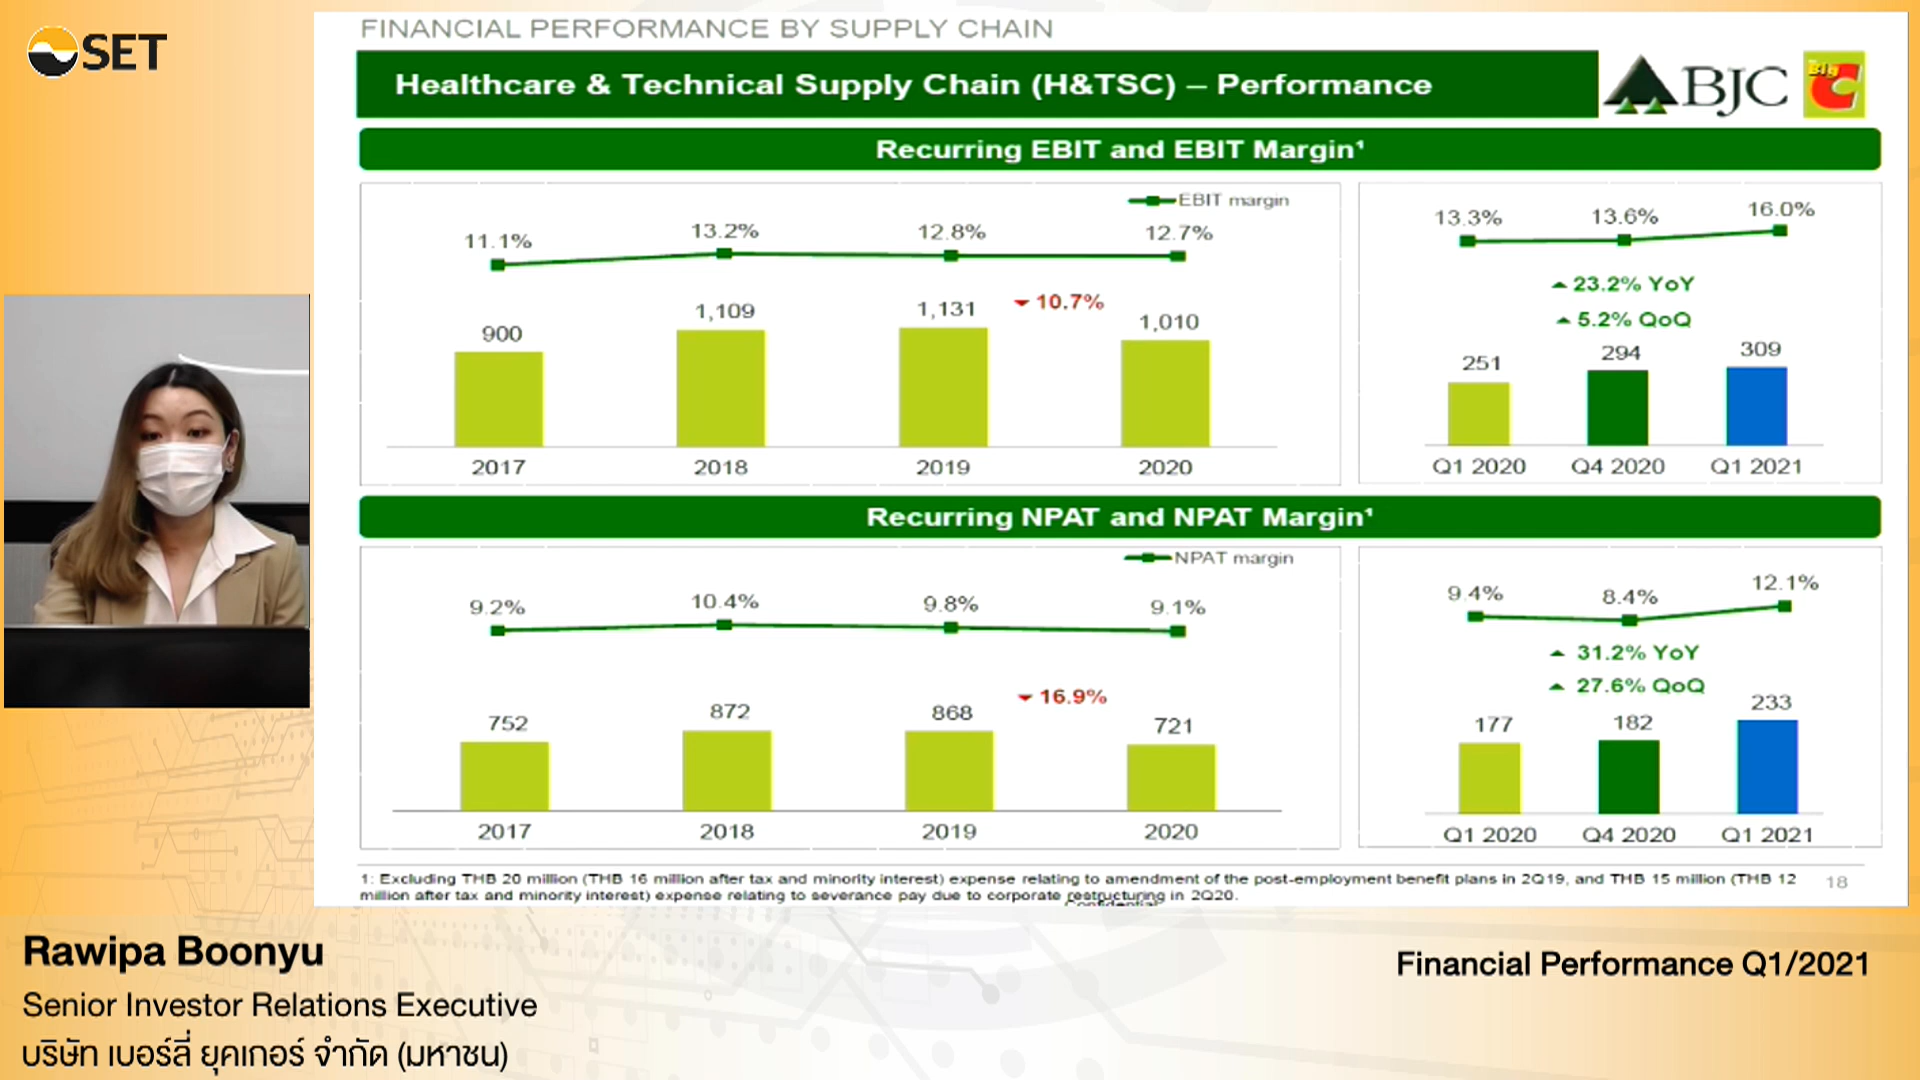 SET
FINANCIAL PERFORMANCE BY SUPPLY CHAIN
Healthcare & Technical Supply Chain (H&TSC) – Performance
BJC
Big C
Recurring EBIT and EBIT Margin¹
EBIT margin
11.1% 13.2% 12.8% 12.7%
900 1,109 1,131 ▼ 10.7% 1,010
2017 2018 2019 2020
13.3% 13.6% 16.0%
▲ 23.2% YoY
▲ 5.2% QoQ
251 294 309
Q1 2020 Q4 2020 Q1 2021
Recurring NPAT and NPAT Margin¹
NPAT margin
9.2% 10.4% 9.8% 9.1%
752 872 868 ▼ 16.9% 721
2017 2018 2019 2020
9.4% 8.4% 12.1%
▲ 31.2% YoY
▲ 27.6% QoQ
177 182 233
Q1 2020 Q4 2020 Q1 2021
1: Excluding THB 20 million (THB 16 million after tax and minority interest) expense relating to amendment of the post-employment benefit plans in 2Q19, and THB 15 million (THB 12
million after tax and minority interest) expense relating to severance pay due to corporate restructuring in 2Q20.
18
Confidential
Rawipa Boonyu
Senior Investor Relations Executive
บริษัท เบอร์ลี่ ยุคเกอร์ จำกัด (มหาชน)
Financial Performance Q1/2021